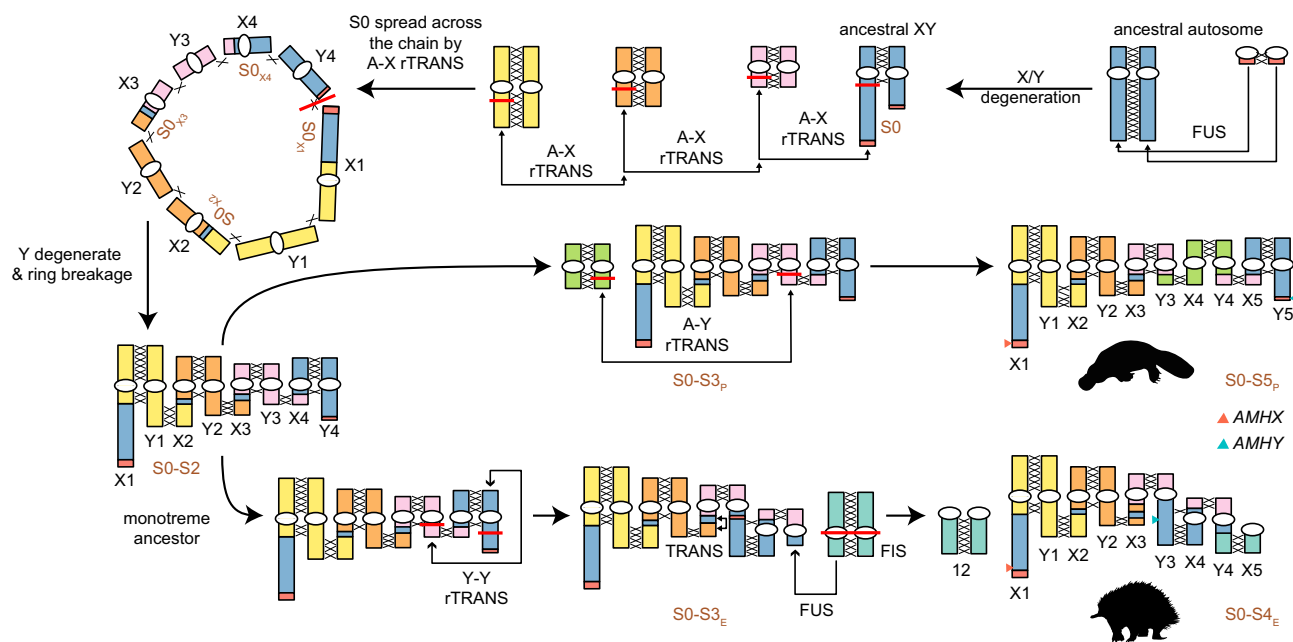 X4
Y3
Y4
X3
S0X4
S0X3
S0X1
X1
Y2
S0X2
X2
Y1
S0 spread across
the chain by
A-X rTRANS
A-X
rTRANS
A-X
rTRANS
A-X
rTRANS
ancestral XY
S0
X/Y
degeneration
ancestral autosome
FUS
Y degenerate
& ring breakage
A-Y
rTRANS
S0-S3P
X1
Y1
X2
Y2
X3
Y3
X4
Y4
X5
Y5
S0-S5P
AMHX
AMHY
X1
Y1
X2
Y2
X3
Y3
X4
Y4
S0-S2
monotreme
ancestor
Y-Y
rTRANS
TRANS
S0-S3E
FUS
FIS
12
X1
Y1
X2
Y2
X3
Y3
X4
Y4
X5
S0-S4E